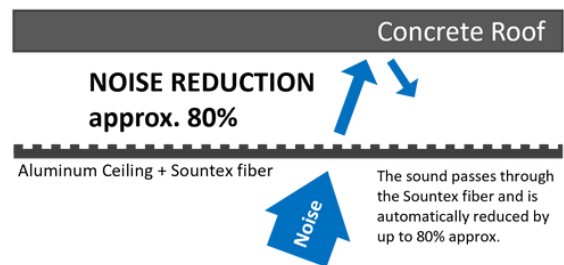 Concrete Roof
NOISE REDUCTION
approx. 80%
Aluminum Ceiling + Sountex fiber
Noise
The sound passes through
the Sountex fiber and is
automatically reduced by
up to 80% approx.